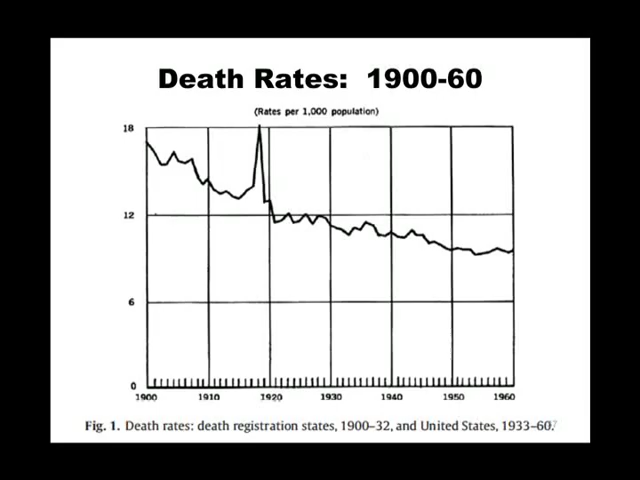 Death Rates: 1900-60
(Rates per 1,000 population)
18
12
6
0
1900 1910 1920 1930 1940 1950 1960
Fig. 1. Death rates: death registration states, 1900–32, and United States, 1933–60.